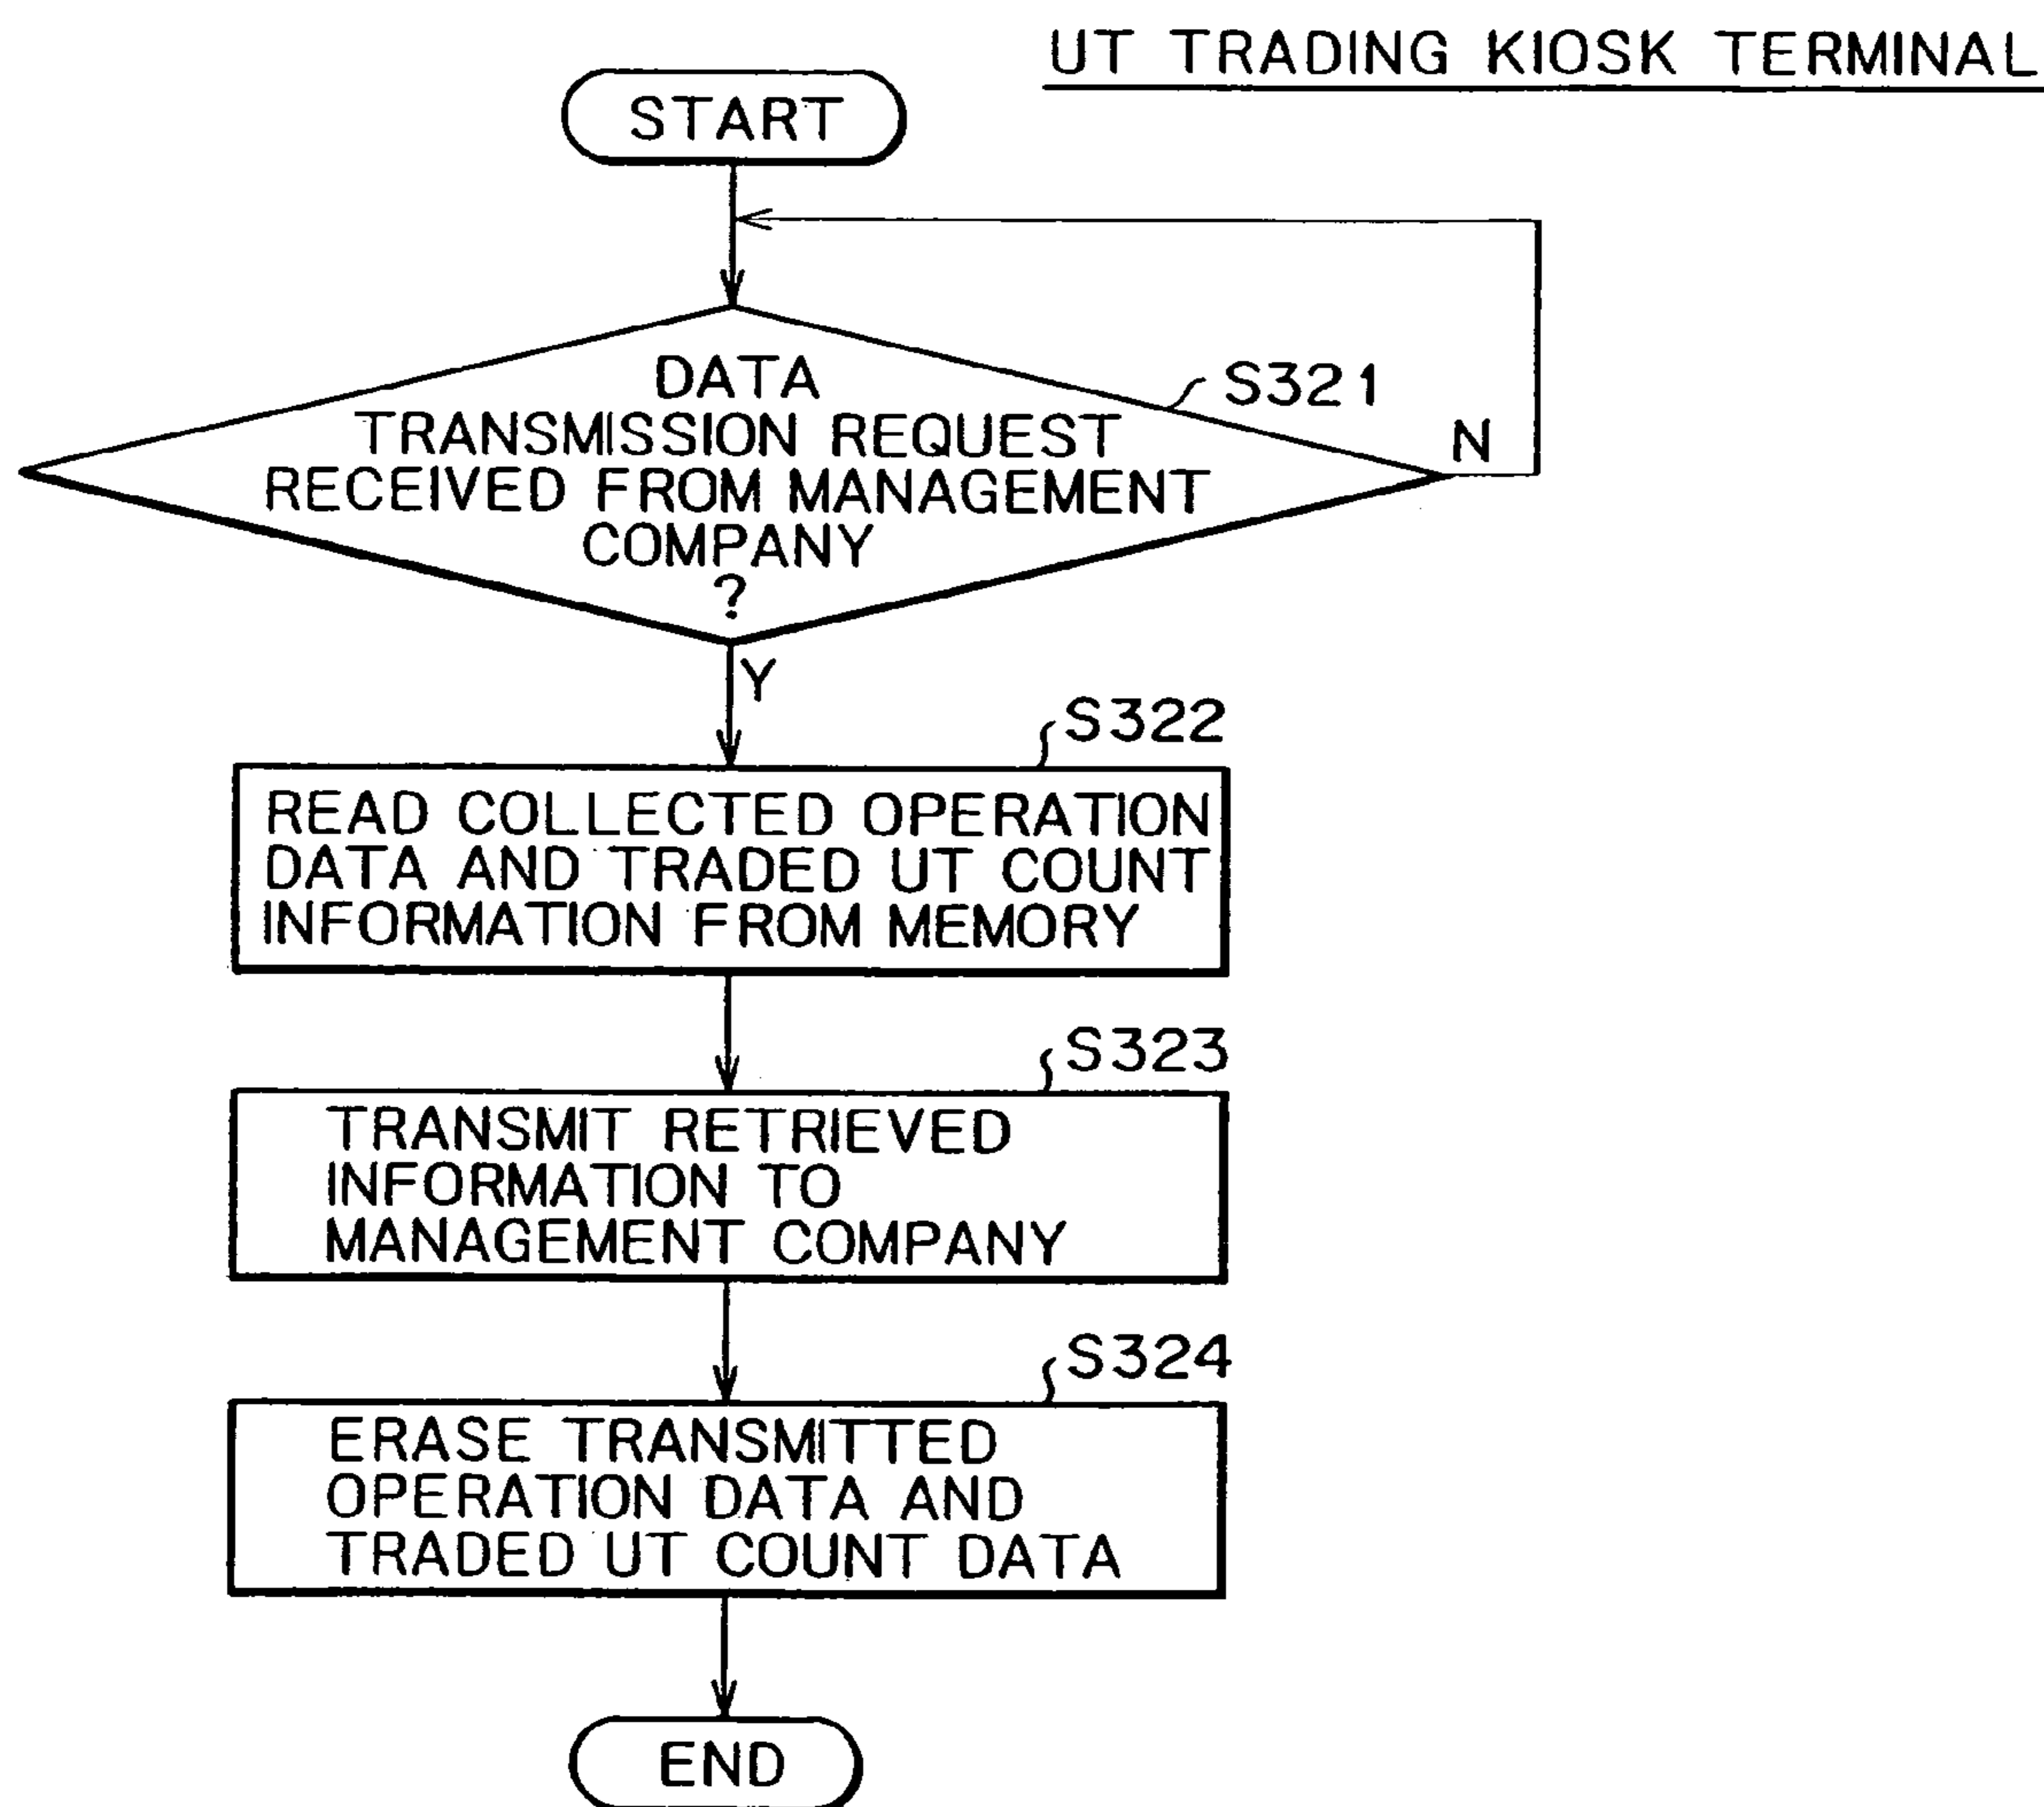 UT TRADING KIOSK TERMINAL
START
DATA
TRANSMISSION REQUEST
RECEIVED FROM MANAGEMENT
COMPANY
?
S321
N
Y
S322
READ COLLECTED OPERATION
DATA AND TRADED UT COUNT
INFORMATION FROM MEMORY
S323
TRANSMIT RETRIEVED
INFORMATION TO
MANAGEMENT COMPANY
S324
ERASE TRANSMITTED
OPERATION DATA AND
TRADED UT COUNT DATA
END